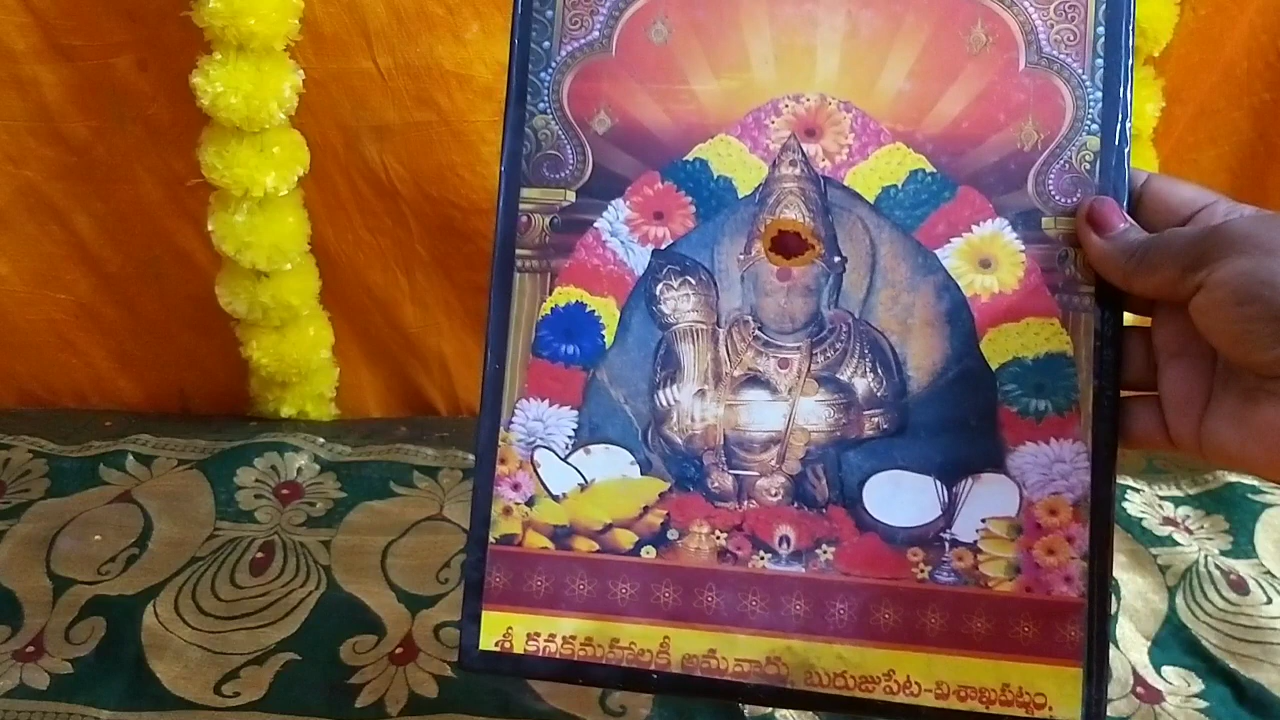 శ్రీ కనకమహాలక్ష్మీ అమ్మవారు, బురుజుపేట-విశాఖపట్నం.